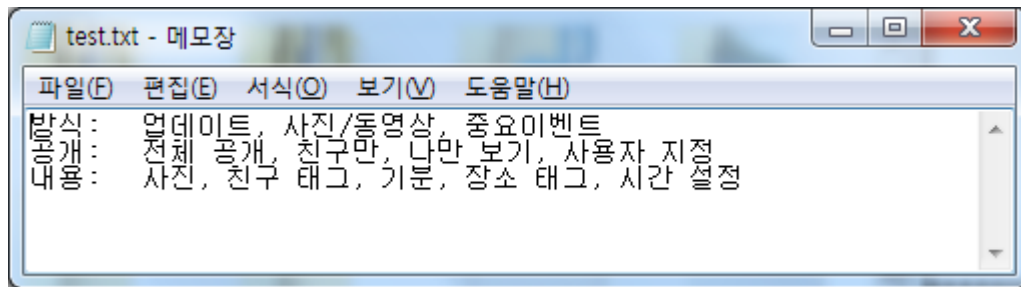 test.txt - 메모장
파일(F) 편집(E) 서식(O) 보기(V) 도움말(H)
방식: 업데이트, 사진/동영상, 중요이벤트
공개: 전체 공개, 친구만, 나만 보기, 사용자 지정
내용: 사진, 친구 태그, 기분, 장소 태그, 시간 설정